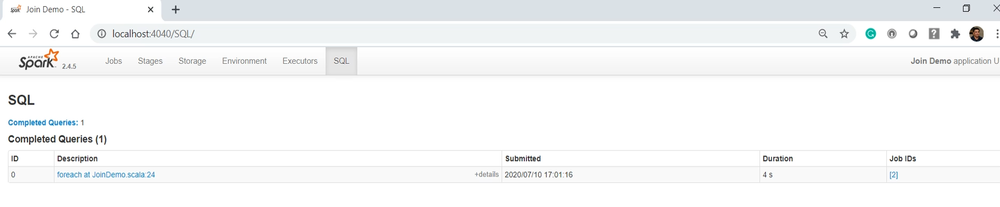 Join Demo - SQL
localhost:4040/SQL/
APACHE Spark 2.4.5 Jobs Stages Storage Environment Executors SQL Join Demo application U
SQL
Completed Queries: 1
Completed Queries (1)
ID Description Submitted Duration Job IDs
0 foreach at JoinDemo.scala:24 +details 2020/07/10 17:01:16 4 s [2]